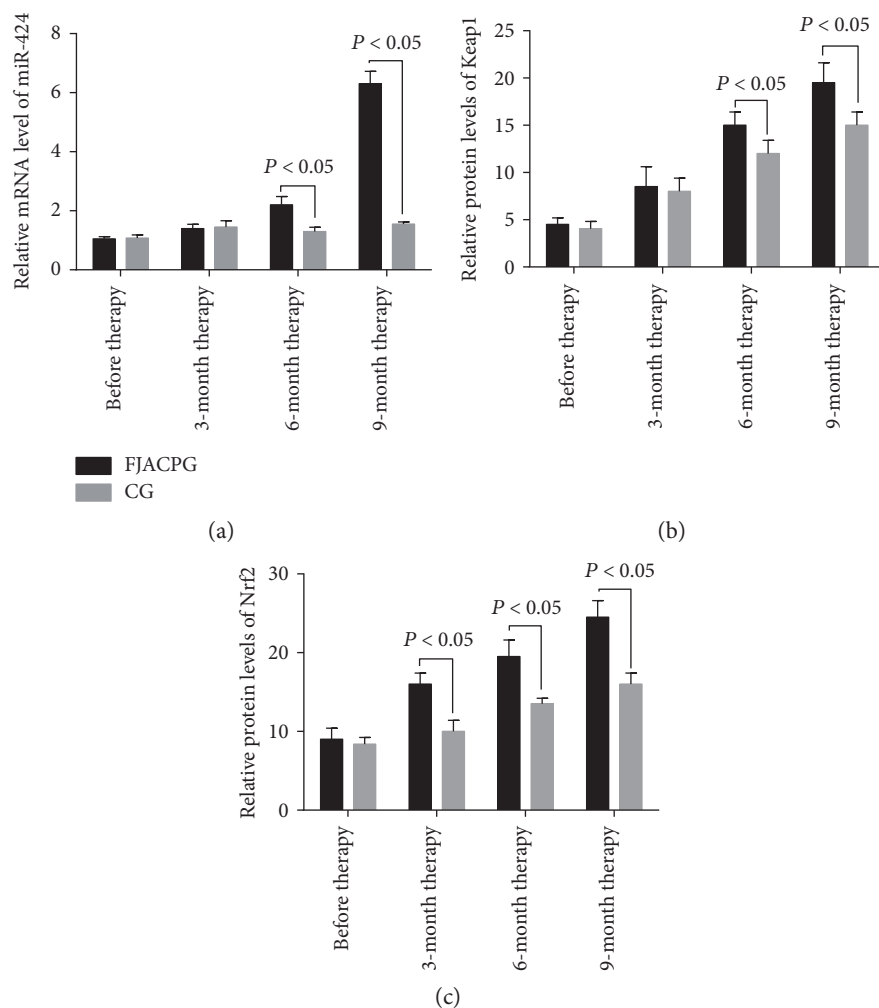 Relative mRNA level of miR-424
8
6
4
2
0
P < 0.05
P < 0.05
Before therapy
3-month therapy
6-month therapy
9-month therapy
FJACPG
CG
(a)
Relative protein levels of Keap1
25
20
15
10
5
0
P < 0.05
P < 0.05
Before therapy
3-month therapy
6-month therapy
9-month therapy
(b)
Relative protein levels of Nrf2
30
20
10
0
P < 0.05
P < 0.05
P < 0.05
Before therapy
3-month therapy
6-month therapy
9-month therapy
(c)